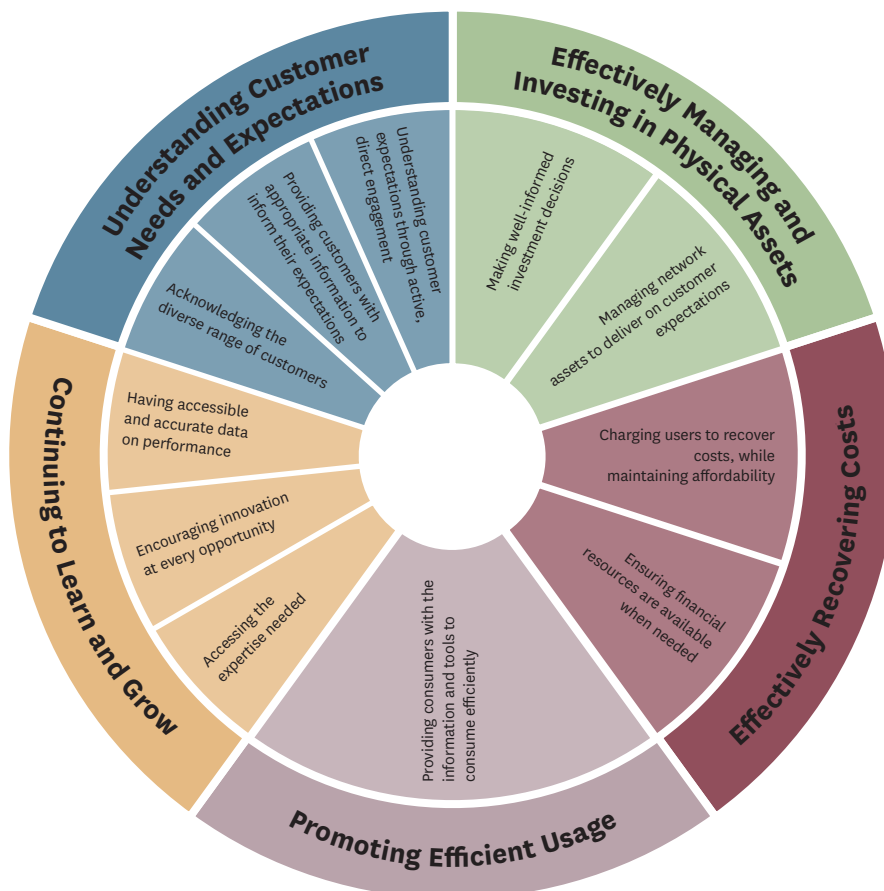 Understanding Customer
Needs and Expectations
Understanding customer
expectations through active,
direct engagement
Providing customers with
appropriate information to
inform their expectations
Acknowledging the
diverse range of customers
Effectively Managing and
Investing in Physical Assets
Making well-informed
investment decisions
Managing network
assets to deliver on customer
expectations
Effectively Recovering Costs
Charging users to recover
costs, while
maintaining affordability
Ensuring financial
resources are available
when needed
Promoting Efficient Usage
Providing consumers with the
information and tools to
consume efficiently
Continuing to Learn and Grow
Having accessible
and accurate data
on performance
Encouraging innovation
at every opportunity
Accessing the
expertise needed